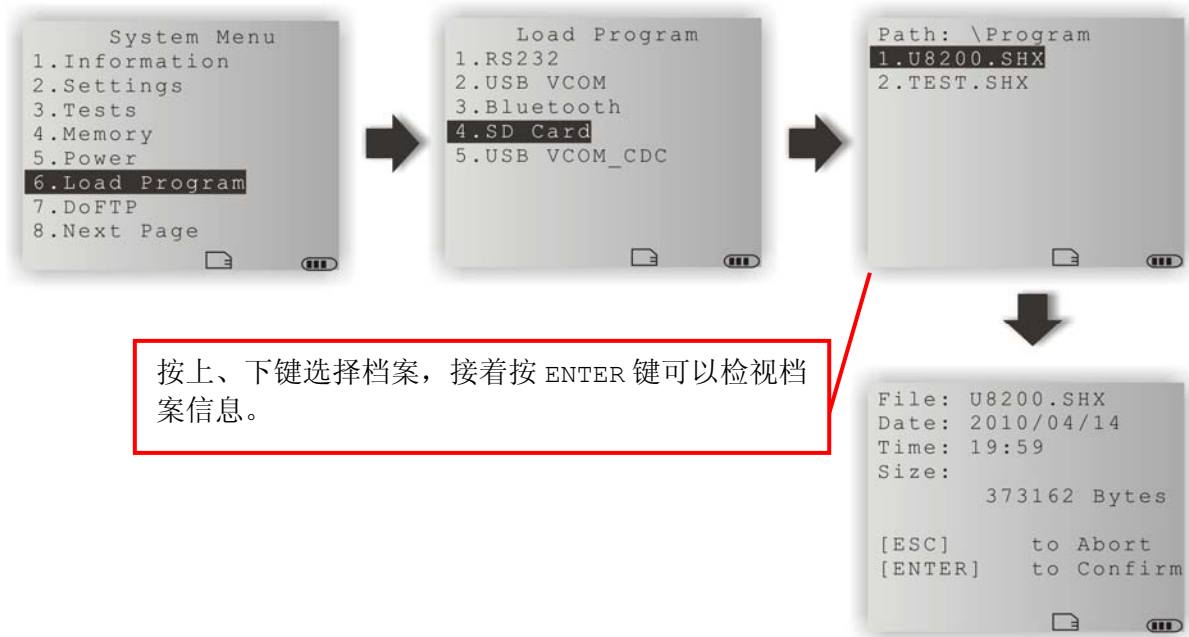 System Menu
1.Information
2.Settings
3.Tests
4.Memory
5.Power
6.Load Program
7.DoFTP
8.Next Page
Load Program
1.RS232
2.USB VCOM
3.Bluetooth
4.SD Card
5.USB VCOM_CDC
Path: \Program
1.U8200.SHX
2.TEST.SHX
按上、下键选择档案，接着按 ENTER 键可以检视档
案信息。
File: U8200.SHX
Date: 2010/04/14
Time: 19:59
Size:
373162 Bytes
[ESC] to Abort
[ENTER] to Confirm